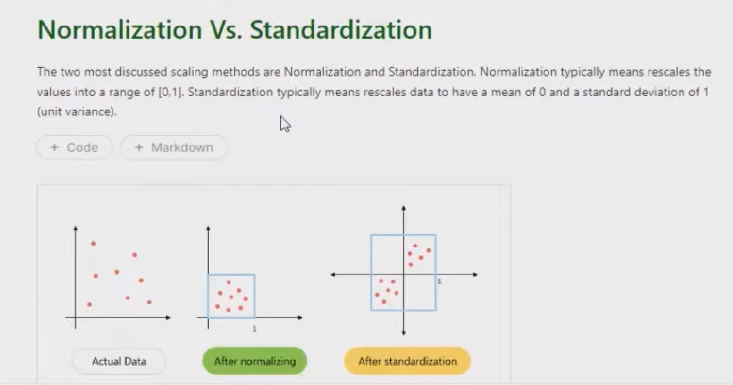 Normalization Vs. Standardization
The two most discussed scaling methods are Normalization and Standardization. Normalization typically means rescales the
values into a range of [0,1]. Standardization typically means rescales data to have a mean of 0 and a standard deviation of 1
(unit variance).
+ Code + Markdown
1
1
Actual Data After normalizing After standardization